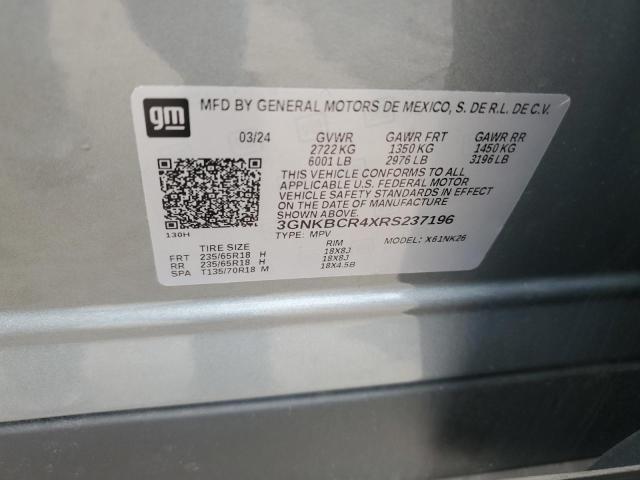 gm MFD BY GENERAL MOTORS DE MEXICO, S. DE R.L. DE C.V.
03/24 GVWR GAWR FRT GAWR RR
2722 KG 1350 KG 1450 KG
6001 LB 2976 LB 3196 LB
THIS VEHICLE CONFORMS TO ALL
APPLICABLE U.S. FEDERAL MOTOR
VEHICLE SAFETY STANDARDS IN EFFECT
ON THE DATE OF MANUFACTURE
SHOWN ABOVE.
3GNKBCR4XRS237196
130H
TYPE: MPV MODEL: X61NK26
TIRE SIZE RIM
FRT 235/65R18 H 18X8J
RR 235/65R18 H 18X8J
SPA T135/70R18 M 18X4.5B